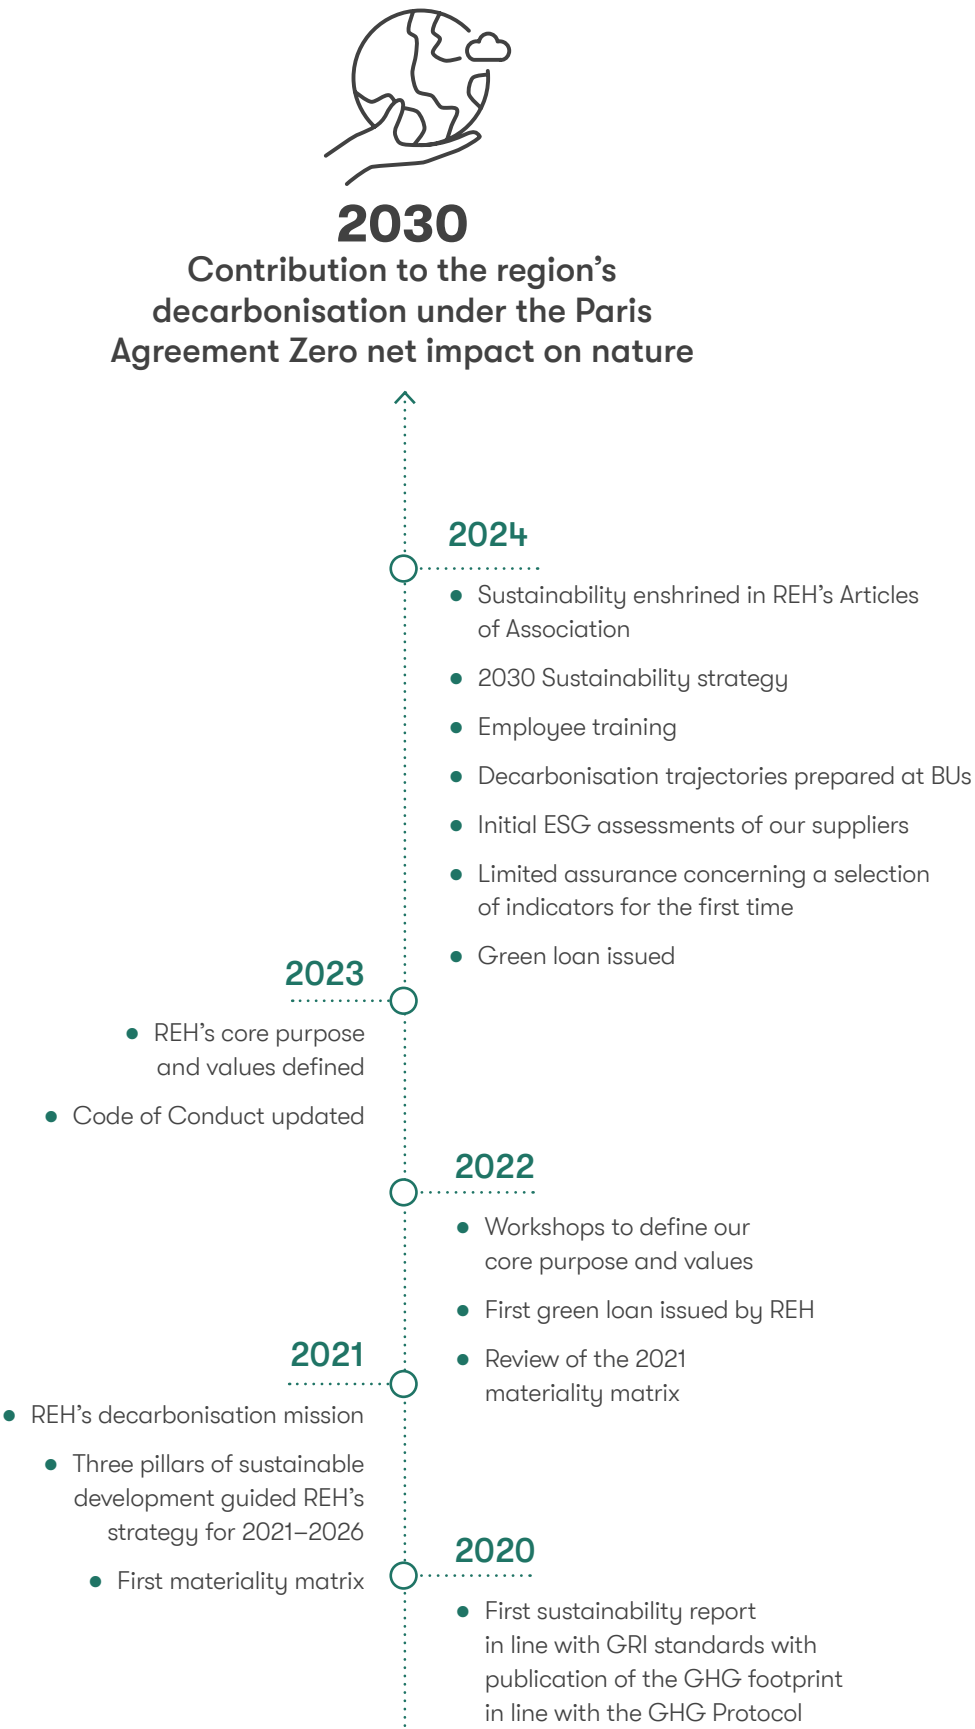 2030
Contribution to the region's
decarbonisation under the Paris
Agreement Zero net impact on nature
2024
● Sustainability enshrined in REH's Articles
of Association
● 2030 Sustainability strategy
● Employee training
● Decarbonisation trajectories prepared at BUs
● Initial ESG assessments of our suppliers
● Limited assurance concerning a selection
of indicators for the first time
● Green loan issued
2023
● REH's core purpose
and values defined
● Code of Conduct updated
2022
● Workshops to define our
core purpose and values
● First green loan issued by REH
● Review of the 2021
materiality matrix
2021
● REH's decarbonisation mission
● Three pillars of sustainable
development guided REH's
strategy for 2021–2026
● First materiality matrix
2020
● First sustainability report
in line with GRI standards with
publication of the GHG footprint
in line with the GHG Protocol